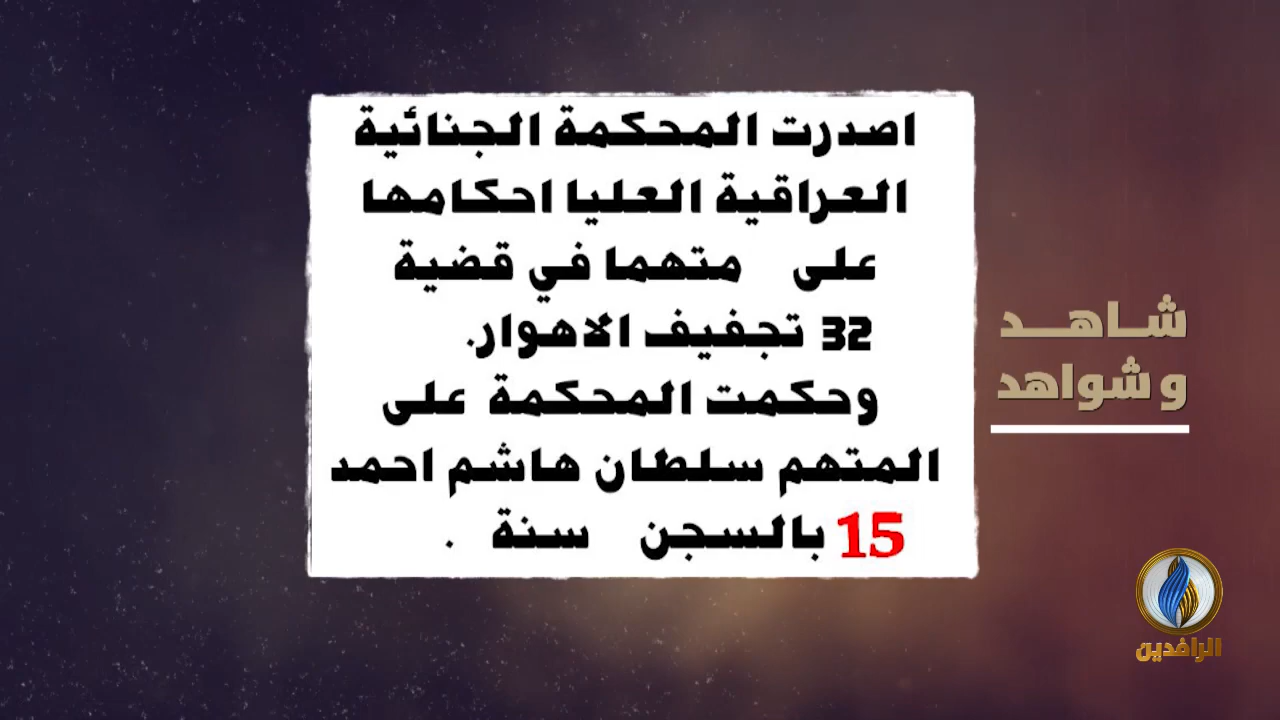 اصدرت المحكمة الجنائية
العراقية العليا احكامها
على متهما في قضية
32 تجفيف الاهوار.
وحكمت المحكمة على
المتهم سلطان هاشم احمد
15 بالسجن سنة .
شاهد
وشواهد
الرافدين